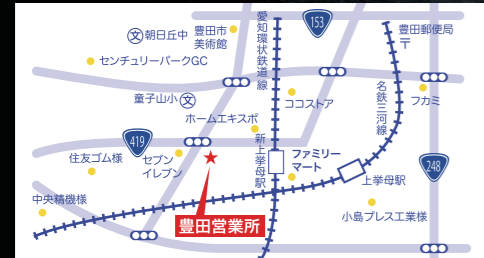 153
文朝日丘中
豊田市
美術館
愛知環状鉄道線
豊田郵便局
〒
センチュリーパークGC
童子山小文
ココストア
名鉄三河線
フカミ
ホームエキスポ
419
新上挙母駅
ファミリー
マート
住友ゴム様
セブン
イレブン
上挙母駅
248
中央精機様
豊田営業所
小島プレス工業様